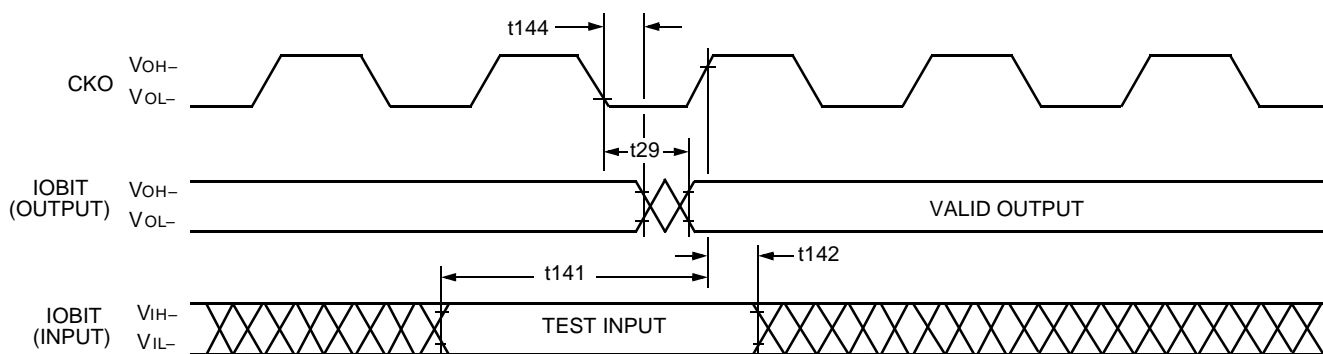 t144
VOH–
CKO
VOL–
t29
IOBIT
(OUTPUT)
VOH–
VOL–
VALID OUTPUT
t141
t142
IOBIT
(INPUT)
VIH–
VIL–
TEST INPUT